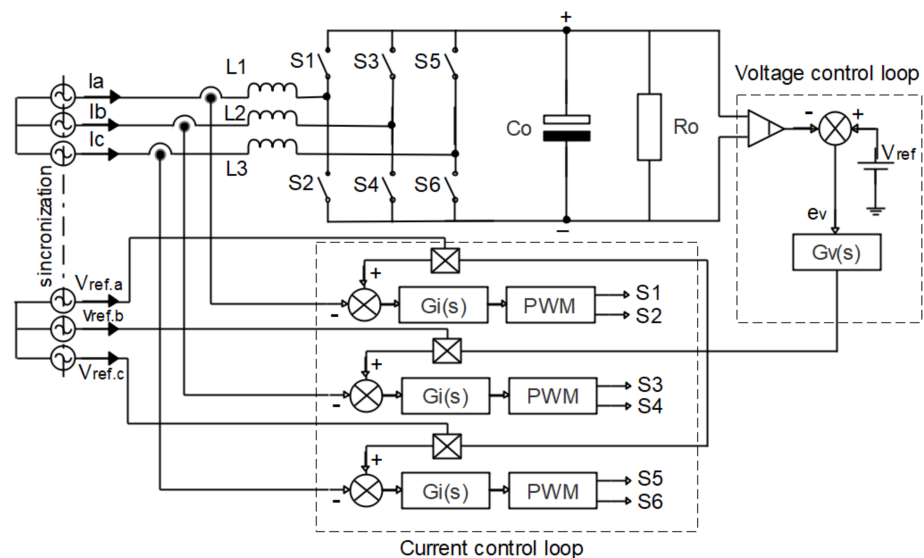 +
Ia
L1
S1
S3
S5
Voltage control loop
Ib
L2
- +
Ic
Co
Ro
Vref
L3
S2
S4
S6
sincronization
–
ev
Vref.a
+
Gv(s)
-
Gi(s)
PWM
S1
S2
Vref.b
+
-
Gi(s)
PWM
S3
S4
Vref.c
+
-
Gi(s)
PWM
S5
S6
Current control loop